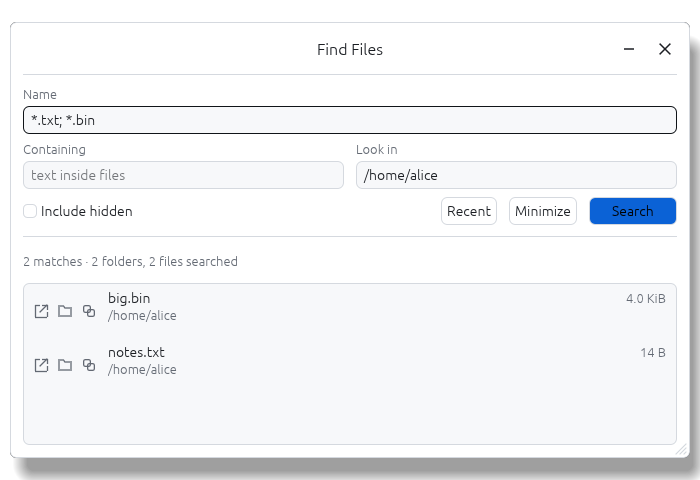 Find Files
Name
*.txt; *.bin
Containing
Look in
text inside files
/home/alice
Include hidden
Recent
Minimize
Search
2 matches · 2 folders, 2 files searched
big.bin
4.0 KiB
/home/alice
notes.txt
14 B
/home/alice